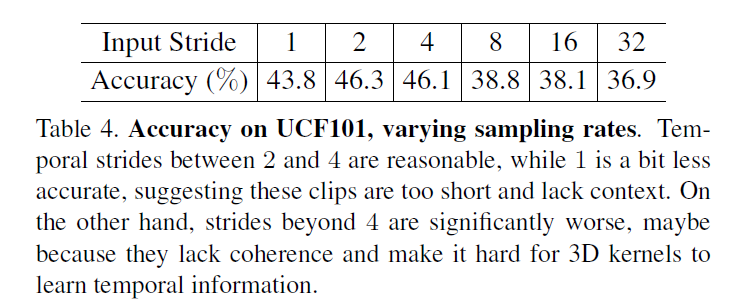 Input Stride 1 2 4 8 16 32
Accuracy (%) 43.8 46.3 46.1 38.8 38.1 36.9
Table 4. Accuracy on UCF101, varying sampling rates. Tem-
poral strides between 2 and 4 are reasonable, while 1 is a bit less
accurate, suggesting these clips are too short and lack context. On
the other hand, strides beyond 4 are significantly worse, maybe
because they lack coherence and make it hard for 3D kernels to
learn temporal information.